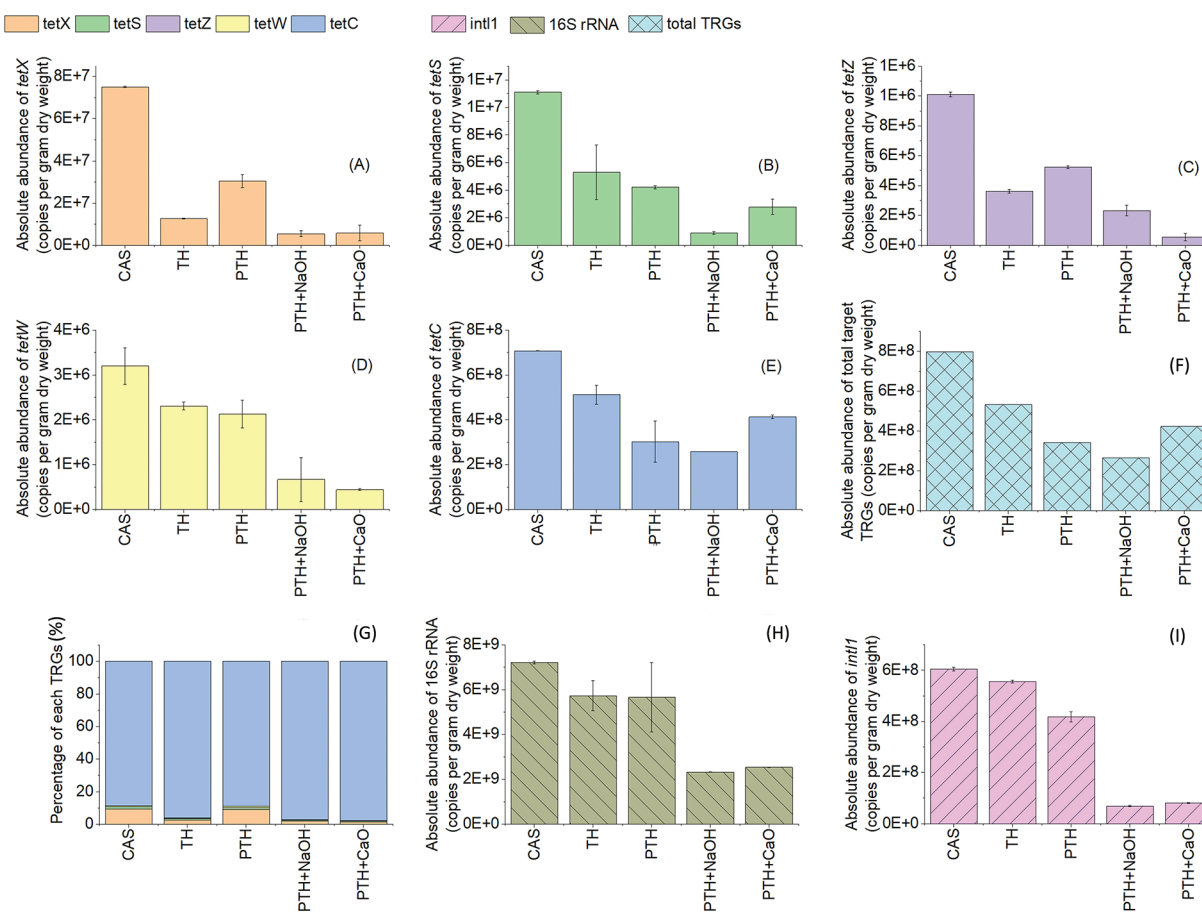 tetX tetS tetZ tetW tetC intI1 16S rRNA total TRGs
Absolute abundance of tetX
(copies per gram dry weight)
8E+7
6E+7
4E+7
2E+7
0E+0
(A)
CAS
TH
PTH
PTH+NaOH
PTH+CaO
Absolute abundance of tetS
(copies per gram dry weight)
1E+7
1E+7
8E+6
6E+6
4E+6
2E+6
0E+0
(B)
CAS
TH
PTH
PTH+NaOH
PTH+CaO
Absolute abundance of tetZ
(copies per gram dry weight)
1E+6
1E+6
8E+5
6E+5
4E+5
2E+5
0E+0
(C)
CAS
TH
PTH
PTH+NaOH
PTH+CaO
Absolute abundance of tetW
(copies per gram dry weight)
4E+6
3E+6
2E+6
1E+6
0E+0
(D)
CAS
TH
PTH
PTH+NaOH
PTH+CaO
Absolute abundance of tetC
(copies per gram dry weight)
8E+8
6E+8
4E+8
2E+8
0E+0
(E)
CAS
TH
PTH
PTH+NaOH
PTH+CaO
Absolute abundance of total target
TRGs (copies per gram dry weight)
8E+8
6E+8
4E+8
2E+8
0E+0
(F)
CAS
TH
PTH
PTH+NaOH
PTH+CaO
Percentage of each TRGs (%)
100
80
60
40
20
0
(G)
CAS
TH
PTH
PTH+NaOH
PTH+CaO
Absolute abundance of 16S rRNA
(copies per gram dry weight)
8E+9
6E+9
4E+9
2E+9
0E+0
(H)
CAS
TH
PTH
PTH+NaOH
PTH+CaO
Absolute abundance of intI1
(copies per gram dry weight)
6E+8
4E+8
2E+8
0E+0
(I)
CAS
TH
PTH
PTH+NaOH
PTH+CaO